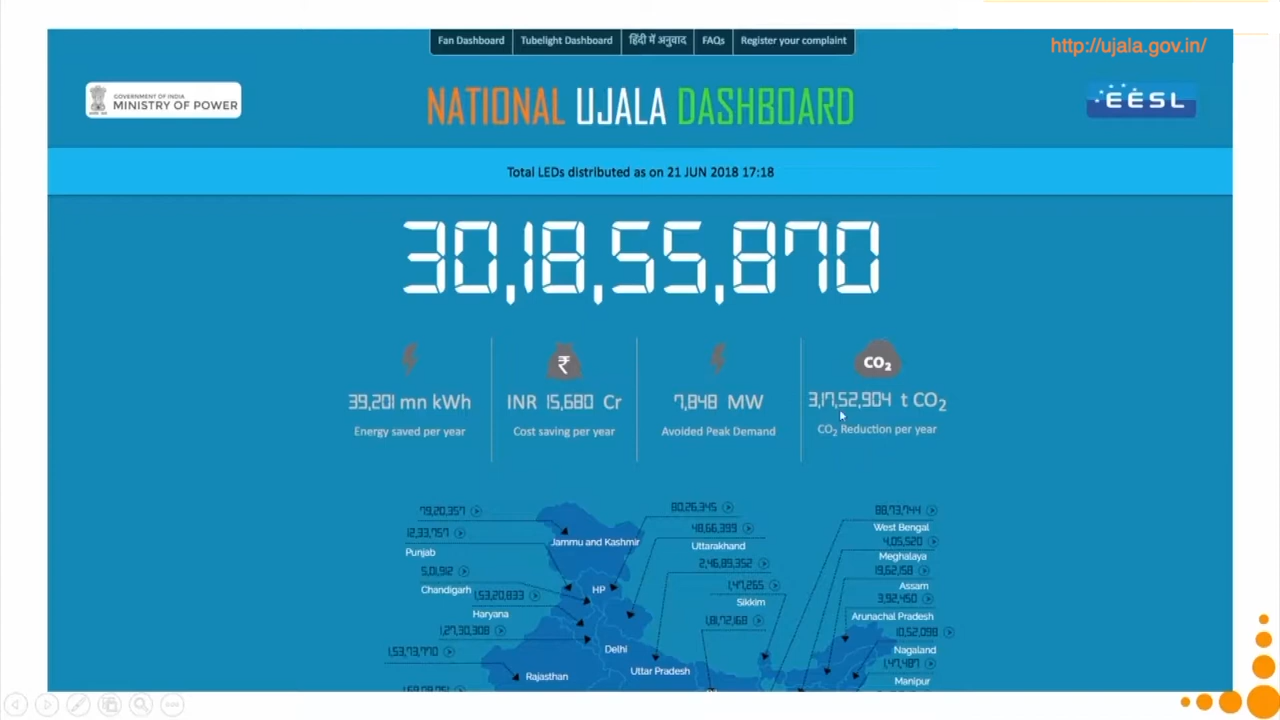 Fan Dashboard Tubelight Dashboard हिंदी में अनुवाद FAQs Register your complaint
http://ujala.gov.in/
GOVERNMENT OF INDIA
MINISTRY OF POWER
NATIONAL UJALA DASHBOARD
EESL
Total LEDs distributed as on 21 JUN 2018 17:18
30,18,55,870
CO2
39,201 mn kWh
Energy saved per year
INR 15,680 Cr
Cost saving per year
7,848 MW
Avoided Peak Demand
3,17,52,904 t CO2
CO2 Reduction per year
79,20,357
Jammu and Kashmir
12,33,757
Punjab
5,01,912
Chandigarh
1,53,20,833
Haryana
1,27,30,308
1,53,73,770
HP
Delhi
Rajasthan
Uttar Pradesh
80,26,345
48,66,399
Uttarakhand
2,46,89,352
1,47,265
Sikkim
1,81,72,168
88,73,744
West Bengal
4,05,520
Meghalaya
19,62,158
Assam
3,92,450
Arunachal Pradesh
10,52,098
Nagaland
1,47,487
Manipur